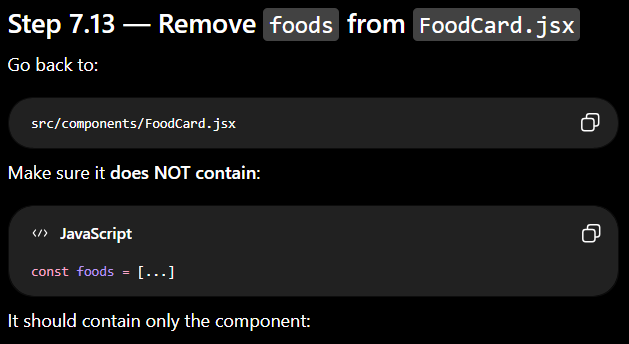 Step 7.13 — Remove foods from FoodCard.jsx
Go back to:
src/components/FoodCard.jsx
Make sure it does NOT contain:
</> JavaScript
const foods = [...]
It should contain only the component: